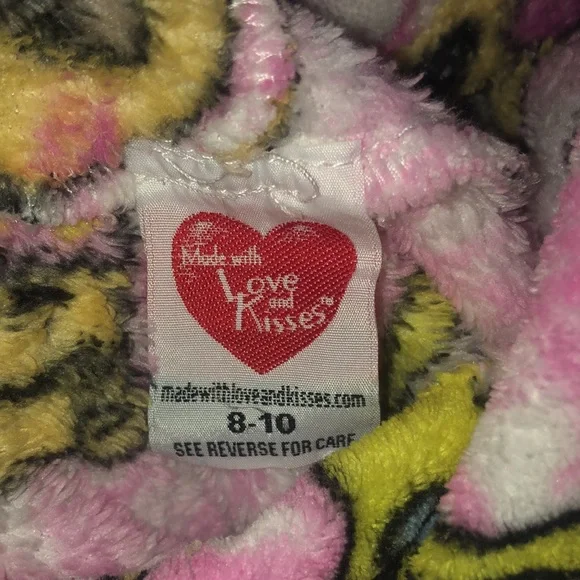 Made with
Love
and
Kisses™
madewithloveandkisses.com
8-10
SEE REVERSE FOR CARE